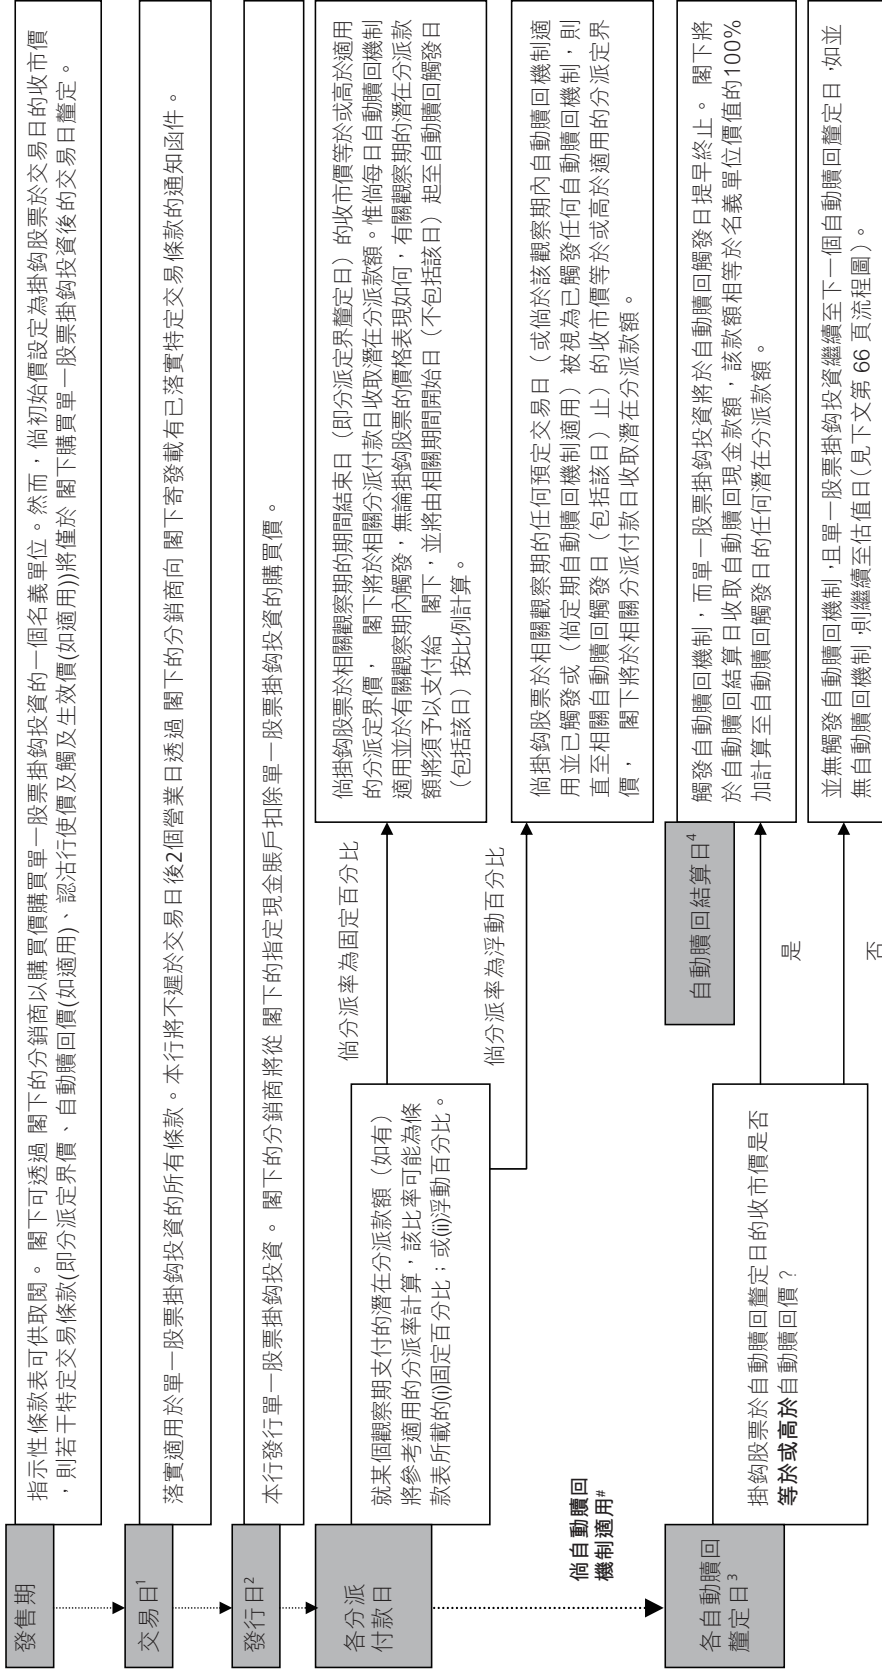 發售期
指示性條款表可供取閱。 閣下可透過 閣下的分銷商以購買價購買單一股票掛鈎投資的一個名義單位。然而，倘初始價設定為掛鈎股票於交易日的收市價
，則若干特定交易條款(即分派定界價、自動贖回價(如適用)、認沽行使價及觸及生效價(如適用))將僅於 閣下購買單一股票掛鈎投資後的交易日釐定。
交易日1
落實適用於單一股票掛鈎投資的所有條款。本行將不遲於交易日後2個營業日透過 閣下的分銷商向 閣下寄發載有已落實特定交易條款的通知函件。
發行日2
本行發行單一股票掛鈎投資。 閣下的分銷商將從 閣下的指定現金賬戶扣除單一股票掛鈎投資的購買價。
各分派
付款日
就某個觀察期支付的潛在分派款額（如有）
將參考適用的分派率計算，該比率可能為條
款表所載的(i)固定百分比；或(ii)浮動百分比。
倘分派率為固定百分比
倘掛鈎股票於相關觀察期的期間結束日（即分派定界釐定日）的收市價等於或高於適用
的分派定界價， 閣下將於相關分派付款日收取潛在分派款額。惟倘每日自動贖回機制
適用並於有關觀察期內觸發，無論掛鈎股票的價格表現如何，有關觀察期的潛在分派款
額將須予以支付給 閣下，並將由相關期間開始日（不包括該日）起至自動贖回觸發日
（包括該日）按比例計算。
倘分派率為浮動百分比
倘掛鈎股票於相關觀察期的任何預定交易日（或倘於該觀察期內自動贖回機制適
用並已觸發或（倘定期自動贖回機制適用）被視為已觸發任何自動贖回機制，則
直至相關自動贖回觸發日（包括該日）止）的收市價等於或高於適用的分派定界
價， 閣下將於相關分派付款日收取潛在分派款額。
倘自動贖回
機制適用#
各自動贖回
釐定日3
掛鈎股票於自動贖回釐定日的收市價是否
等於或高於自動贖回價？
自動贖回結算日4
是
觸發自動贖回機制，而單一股票掛鈎投資將於自動贖回觸發日提早終止。 閣下將
於自動贖回結算日收取自動贖回現金款額，該款額相等於名義單位價值的100%
加計算至自動贖回觸發日的任何潛在分派款額。
否
並無觸發自動贖回機制，且單一股票掛鈎投資繼續至下一個自動贖回釐定日，如並
無自動贖回機制，則繼續至估值日(見下文第 66 頁流程圖)。